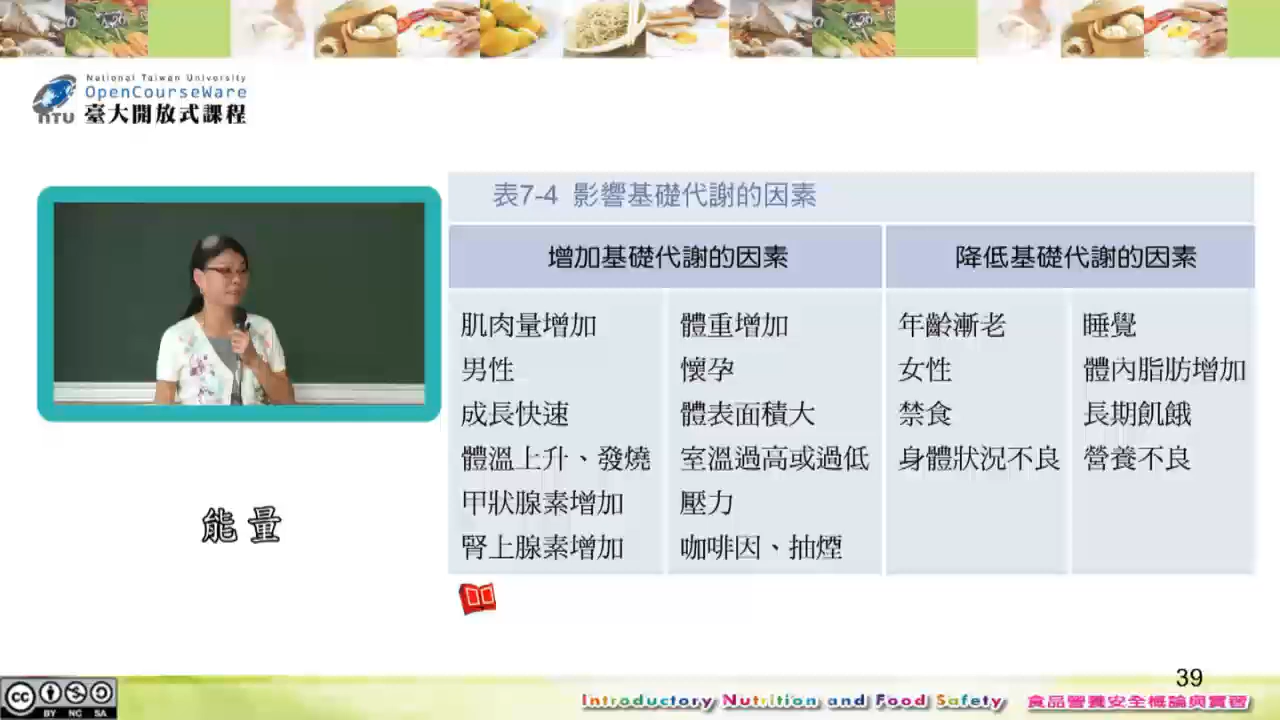 National Taiwan University
OpenCourseWare
NTU 臺大開放式課程
表7-4 影響基礎代謝的因素
增加基礎代謝的因素 降低基礎代謝的因素
肌肉量增加 體重增加 年齡漸老 睡覺
男性 懷孕 女性 體內脂肪增加
成長快速 體表面積大 禁食 長期飢餓
體溫上升、發燒 室溫過高或過低 身體狀況不良 營養不良
甲狀腺素增加 壓力
腎上腺素增加 咖啡因、抽煙
能量
39
cc BY NC SA
Introductory Nutrition and Food Safety 食品營養安全概論與實習